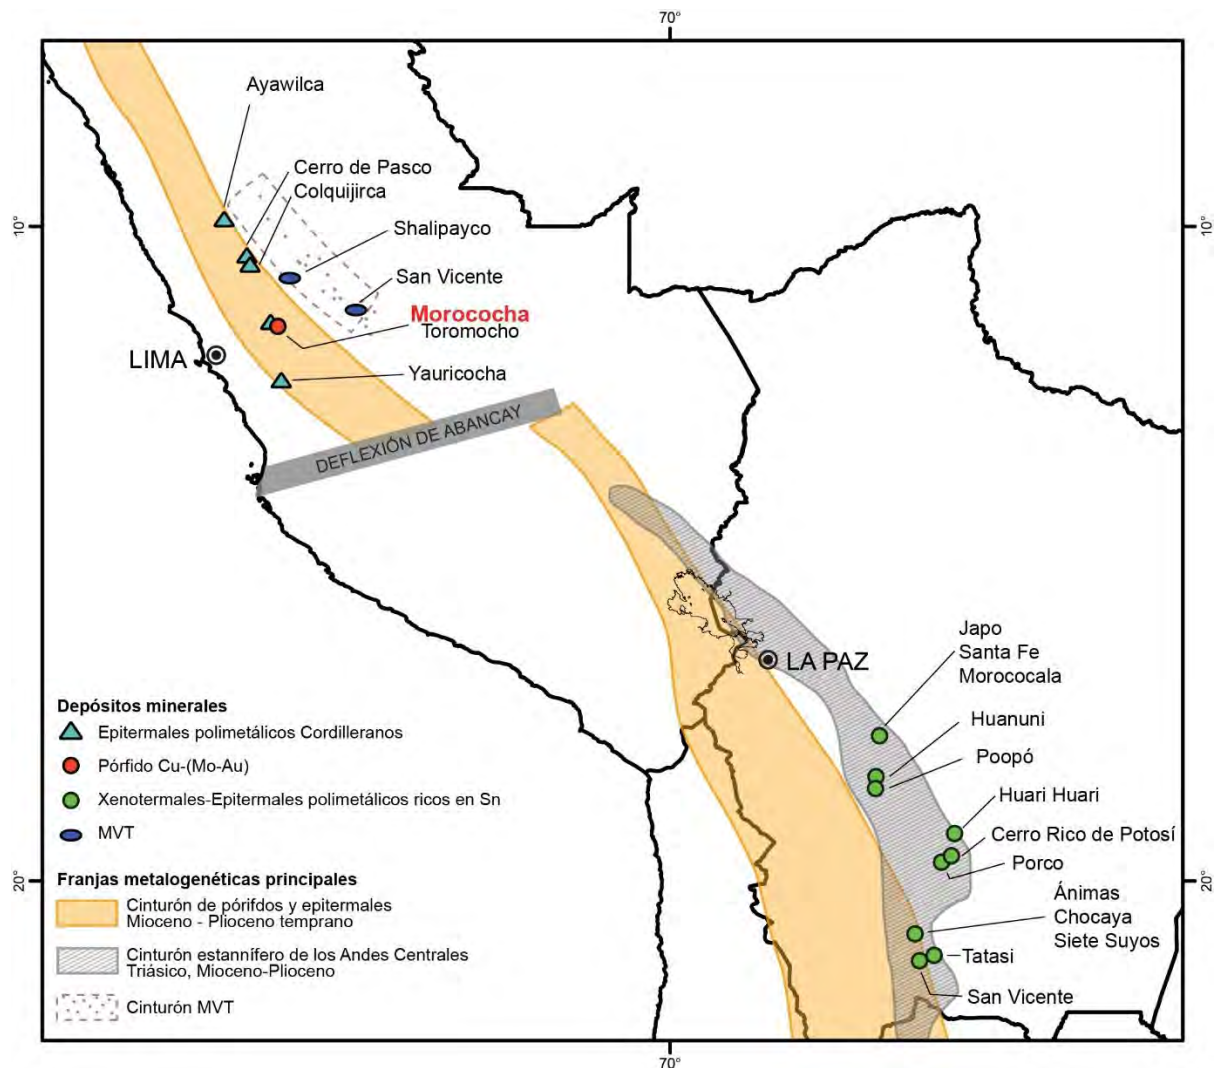 70°
Ayawilca
Cerro de Pasco
Colquijirca
10°
10°
Shalipayco
San Vicente
Morococha
Toromocho
LIMA
Yauricocha
DEFLEXIÓN DE ABANCAY
LA PAZ
Japo
Santa Fe
Morococala
Huanuni
Poopó
Huari Huari
Cerro Rico de Potosí
Porco
20°
20°
Ánimas
Chocaya
Siete Suyos
Tatasi
San Vicente
Depósitos minerales
Epitermales polimetálicos Cordilleranos
Pórfido Cu-(Mo-Au)
Xenotermales-Epitermales polimetálicos ricos en Sn
MVT
Franjas metalogenéticas principales
Cinturón de pórifdos y epitermales
Mioceno - Plioceno temprano
Cinturón estannífero de los Andes Centrales
Triásico, Mioceno-Plioceno
Cinturón MVT
70°